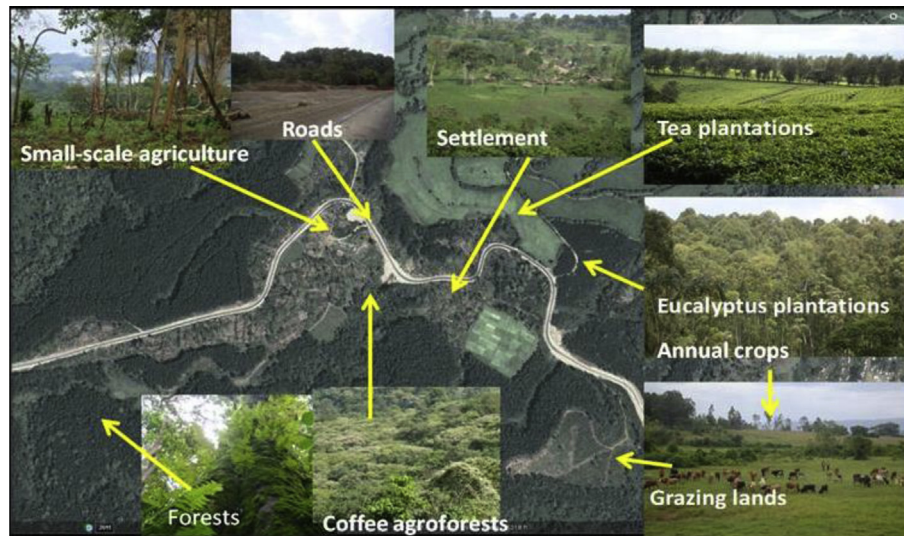 Roads
Small-scale agriculture
Settlement
Tea plantations
Eucalyptus plantations
Annual crops
Grazing lands
Forests
Coffee agroforests